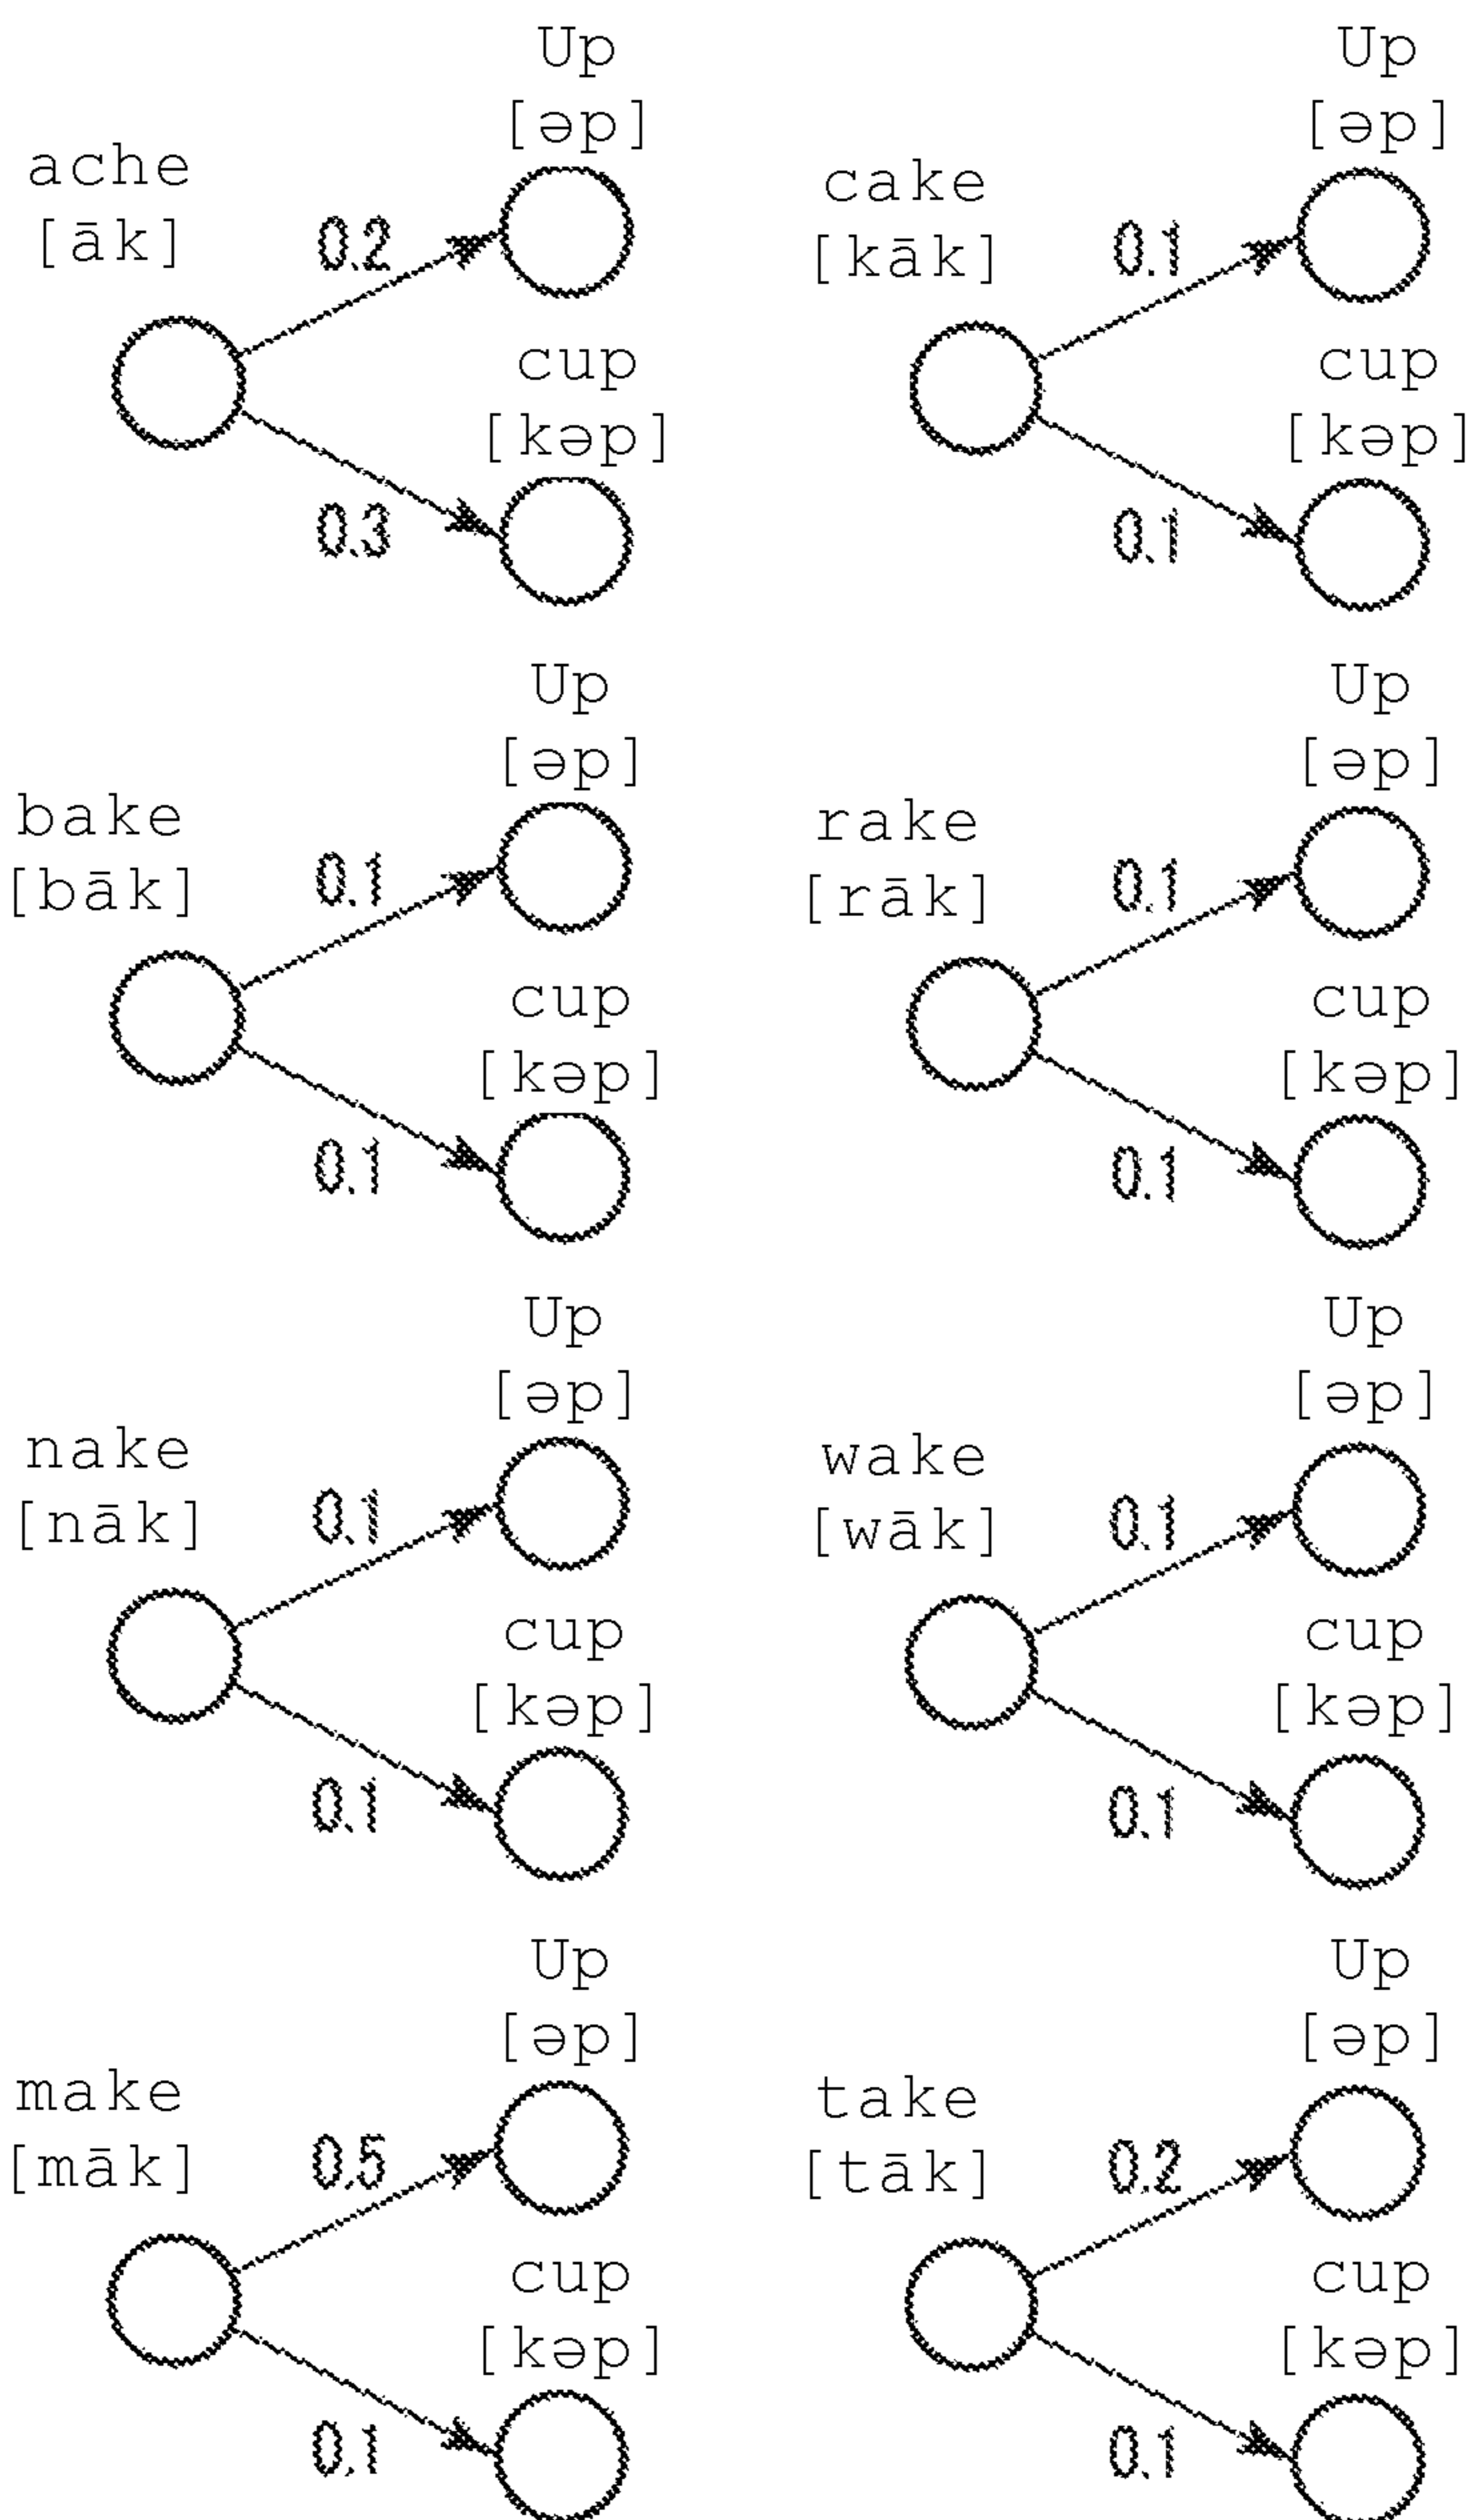 Up
[əp]
ache
[āk]
0.2
cup
[kəp]
0.3
Up
[əp]
cake
[kāk]
0.1
cup
[kəp]
0.1
Up
[əp]
bake
[bāk]
0.1
cup
[kəp]
0.1
Up
[əp]
rake
[rāk]
0.1
cup
[kəp]
0.1
Up
[əp]
nake
[nāk]
0.1
cup
[kəp]
0.1
Up
[əp]
wake
[wāk]
0.1
cup
[kəp]
0.1
Up
[əp]
make
[māk]
0.5
cup
[kəp]
0.1
Up
[əp]
take
[tāk]
0.2
cup
[kəp]
0.1